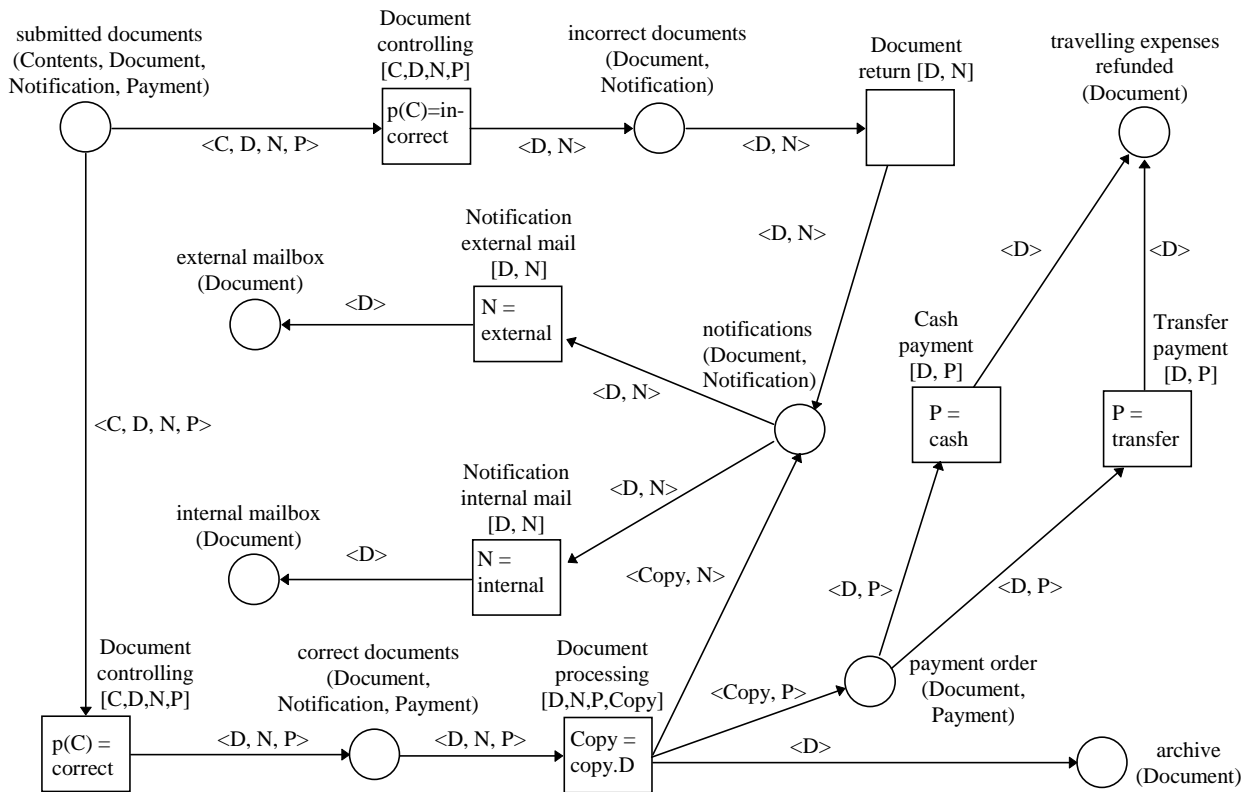 submitted documents
(Contents, Document,
Notification, Payment)
Document
controlling
[C,D,N,P]
p(C)=in-
correct
incorrect documents
(Document,
Notification)
Document
return [D, N]
travelling expenses
refunded
(Document)
<C, D, N, P>
<D, N>
<D, N>
<D, N>
<D>
<D>
Notification
external mail
[D, N]
N =
external
external mailbox
(Document)
<D>
notifications
(Document,
Notification)
<D, N>
Cash
payment
[D, P]
P =
cash
Transfer
payment
[D, P]
P =
transfer
<C, D, N, P>
Notification
internal mail
[D, N]
N =
internal
internal mailbox
(Document)
<D>
<D, N>
<Copy, N>
<D, P>
<D, P>
Document
controlling
[C,D,N,P]
p(C) =
correct
correct documents
(Document,
Notification, Payment)
<D, N, P>
<D, N, P>
Document
processing
[D,N,P,Copy]
Copy =
copy.D
<Copy, P>
payment order
(Document,
Payment)
<D>
archive
(Document)